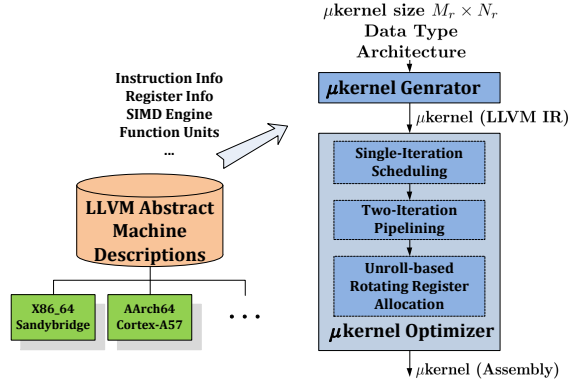 μkernel size Mr × Nr
Data Type
Architecture
Instruction Info
Register Info
SIMD Engine
Function Units
...
μkernel Genrator
μkernel (LLVM IR)
Single-Iteration
Scheduling
Two-Iteration
Pipelining
Unroll-based
Rotating Register
Allocation
μkernel Optimizer
μkernel (Assembly)
LLVM Abstract
Machine
Descriptions
X86_64
Sandybridge
AArch64
Cortex-A57
...